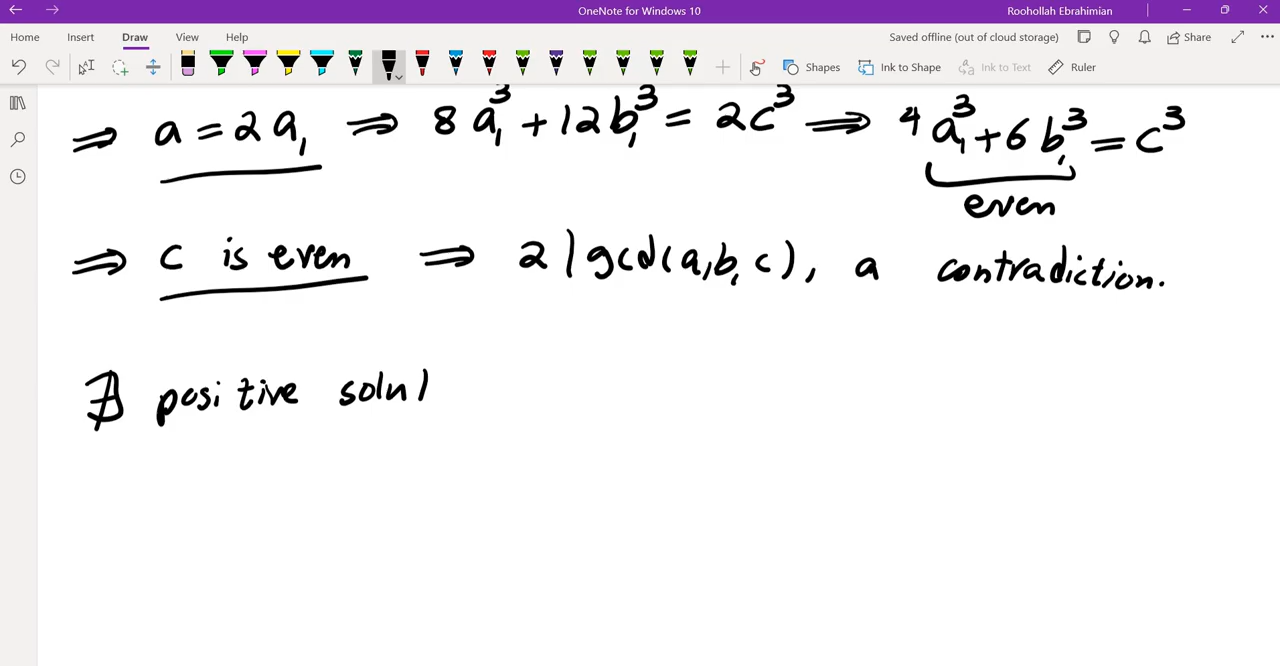 OneNote for Windows 10
Roohollah Ebrahimian
Home Insert Draw View Help
Saved offline (out of cloud storage)
Share
Shapes
Ink to Shape
Ink to Text
Ruler
⇒ a = 2a₁ ⇒ 8a₁³ + 12b₁³ = 2c³ ⇒ 4a₁³ + 6b₁³ = c³
even
⇒ c is even ⇒ 2 | gcd(a, b, c), a contradiction.
∄ positive soln